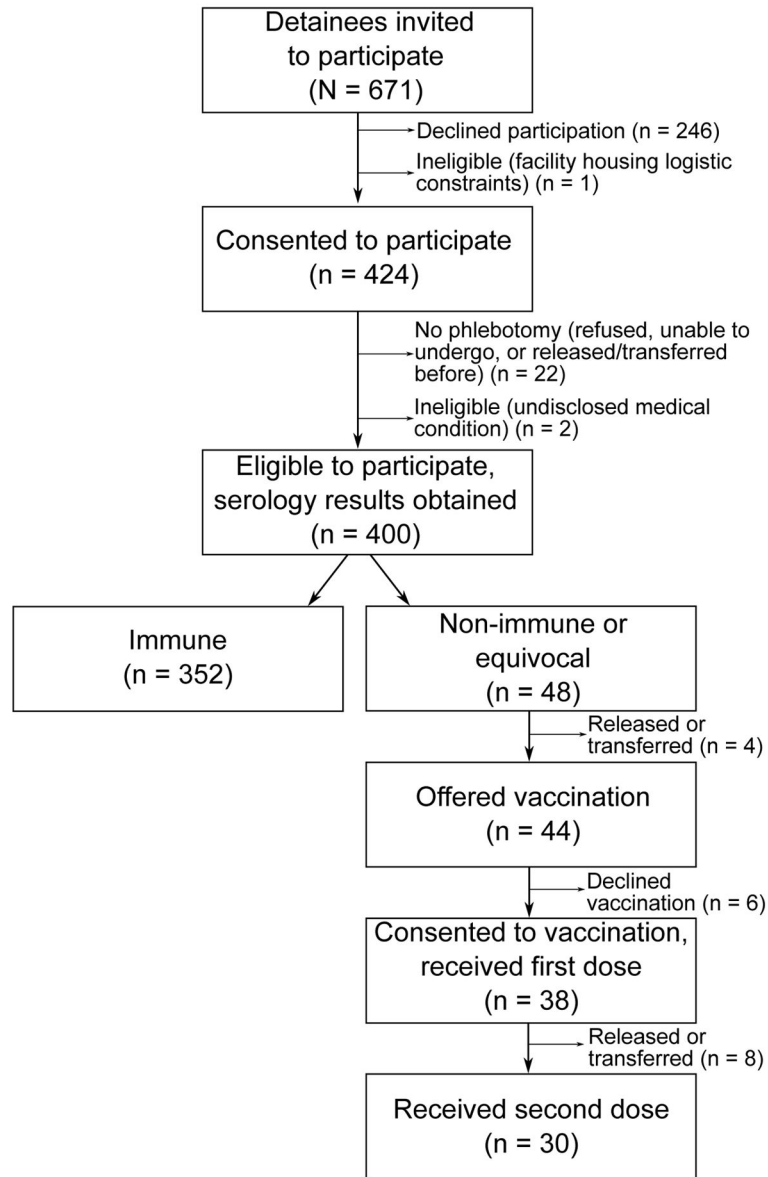 Detainees invited
to participate
(N = 671)
Declined participation (n = 246)
Ineligible (facility housing logistic
constraints) (n = 1)
Consented to participate
(n = 424)
No phlebotomy (refused, unable to
undergo, or released/transferred
before) (n = 22)
Ineligible (undisclosed medical
condition) (n = 2)
Eligible to participate,
serology results obtained
(n = 400)
Immune
(n = 352)
Non-immune or
equivocal
(n = 48)
Released or
transferred (n = 4)
Offered vaccination
(n = 44)
Declined
vaccination (n = 6)
Consented to vaccination,
received first dose
(n = 38)
Released or
transferred (n = 8)
Received second dose
(n = 30)